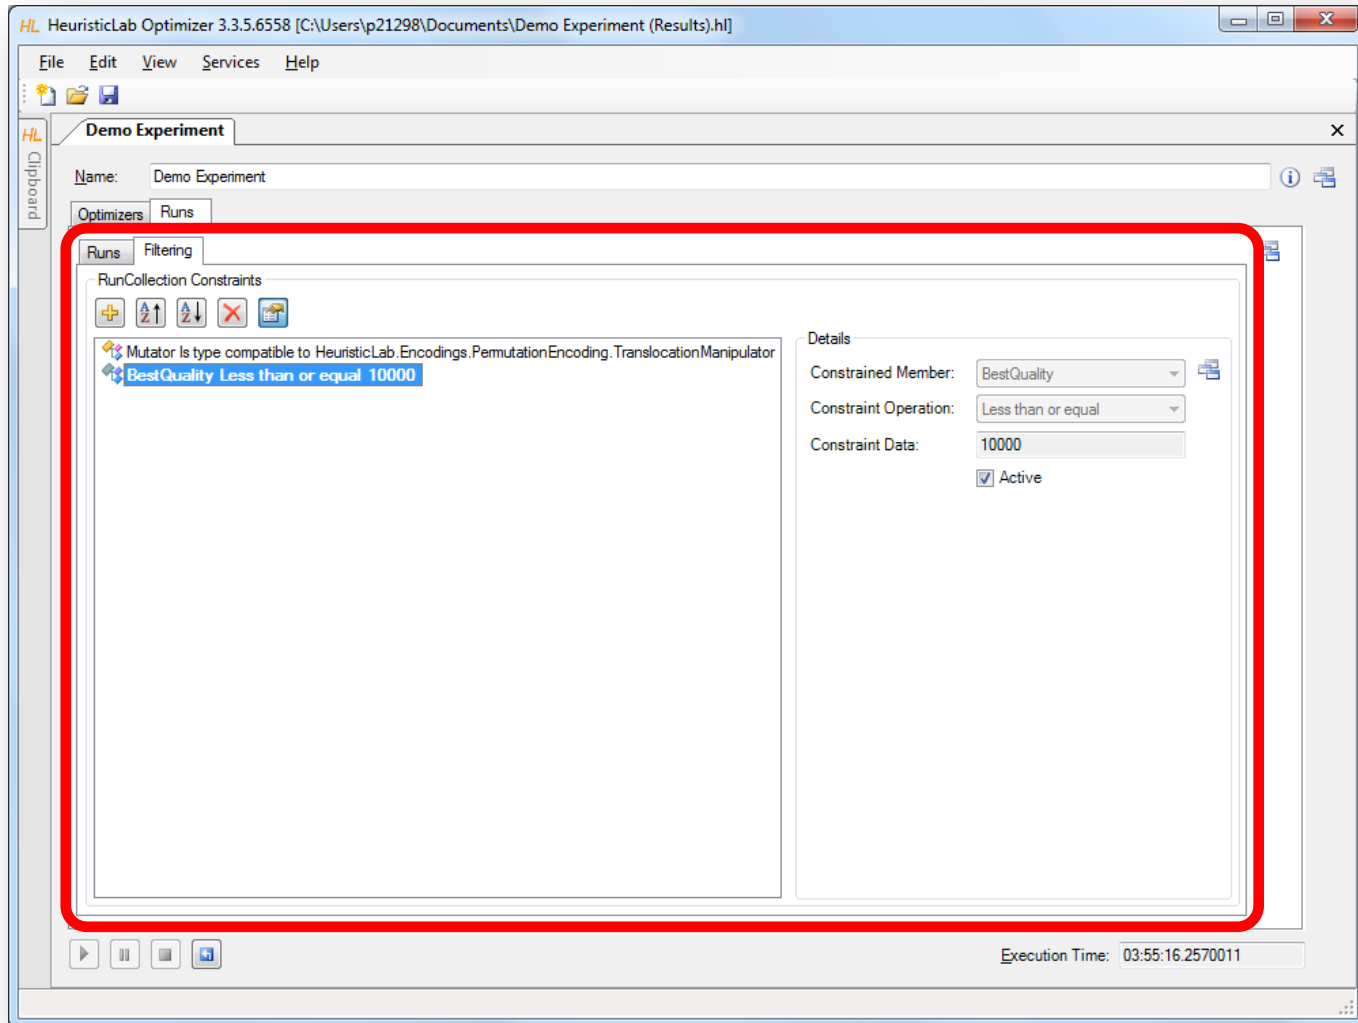 HL HeuristicLab Optimizer 3.3.5.6558 [C:\Users\p21298\Documents\Demo Experiment (Results).hl]
File Edit View Services Help
HL Clipboard
Demo Experiment
Name: Demo Experiment
Optimizers Runs
Runs Filtering
RunCollection Constraints
Mutator Is type compatible to HeuristicLab.Encodings.PermutationEncoding.TranslocationManipulator
BestQuality Less than or equal 10000
Details
Constrained Member: BestQuality
Constraint Operation: Less than or equal
Constraint Data: 10000
Active
Execution Time: 03:55:16.2570011